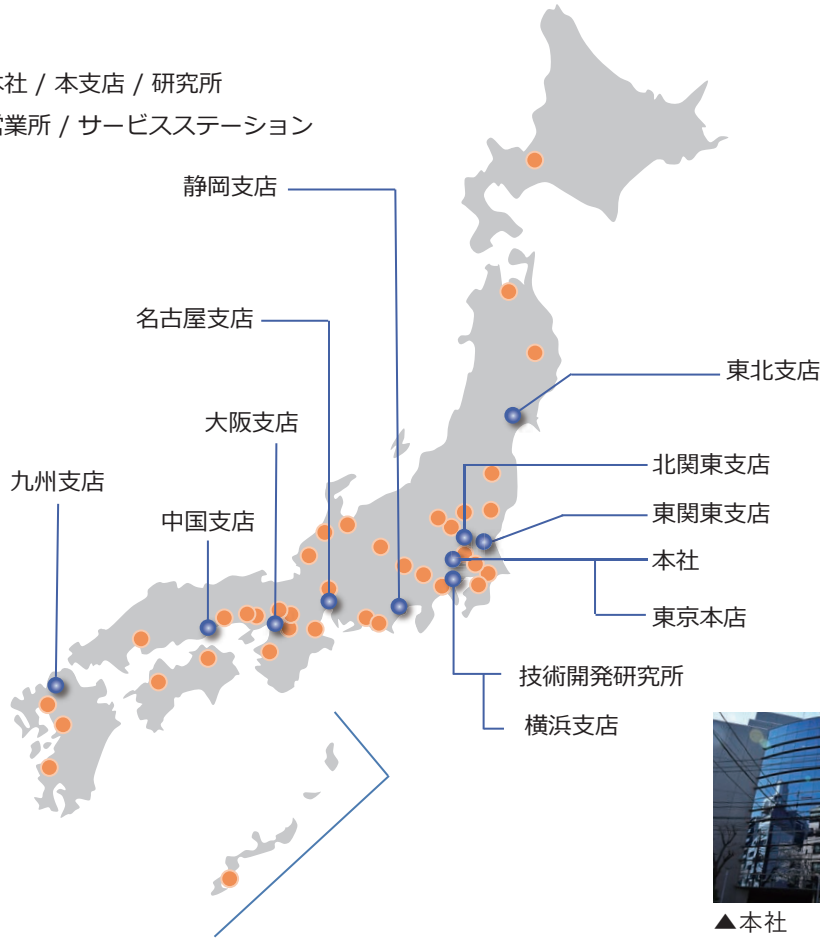 本社 / 本支店 / 研究所
営業所 / サービスステーション
静岡支店
名古屋支店
東北支店
大阪支店
北関東支店
九州支店
東関東支店
中国支店
本社
東京本店
技術開発研究所
横浜支店
▲本社